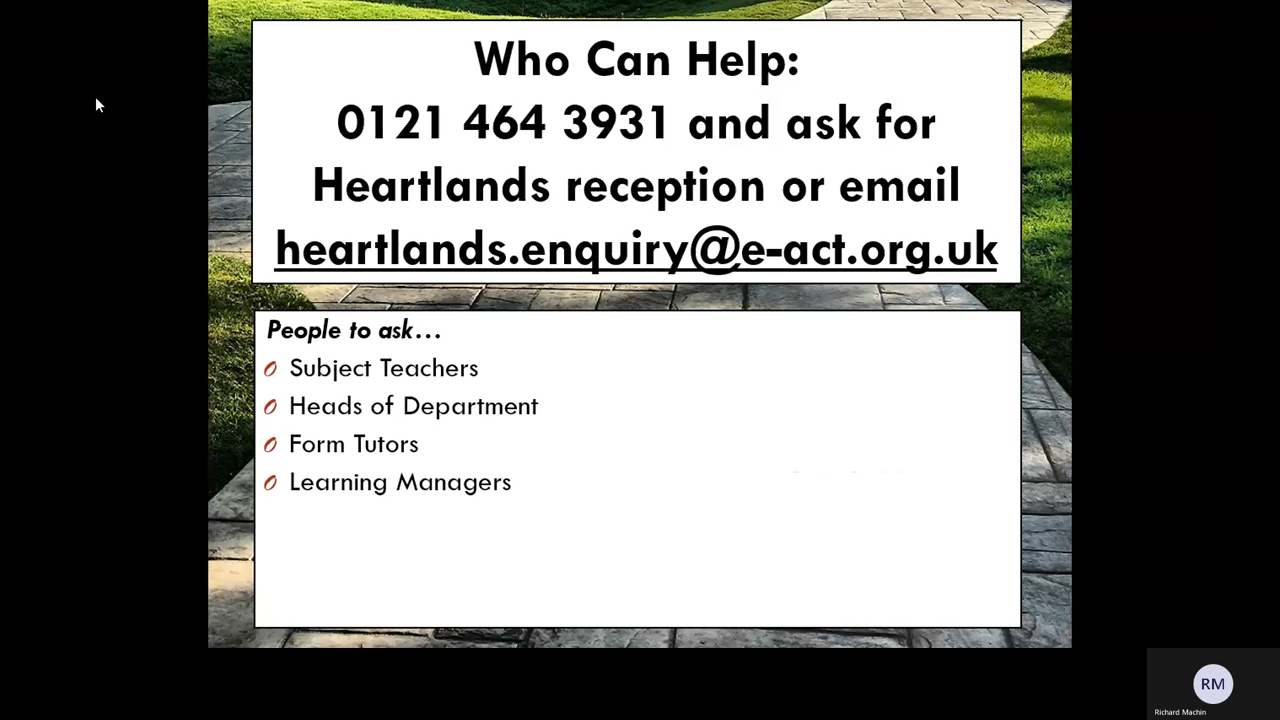 Who Can Help:
0121 464 3931 and ask for
Heartlands reception or email
heartlands.enquiry@e-act.org.uk
People to ask...
Subject Teachers
Heads of Department
Form Tutors
Learning Managers
RM
Richard Machin